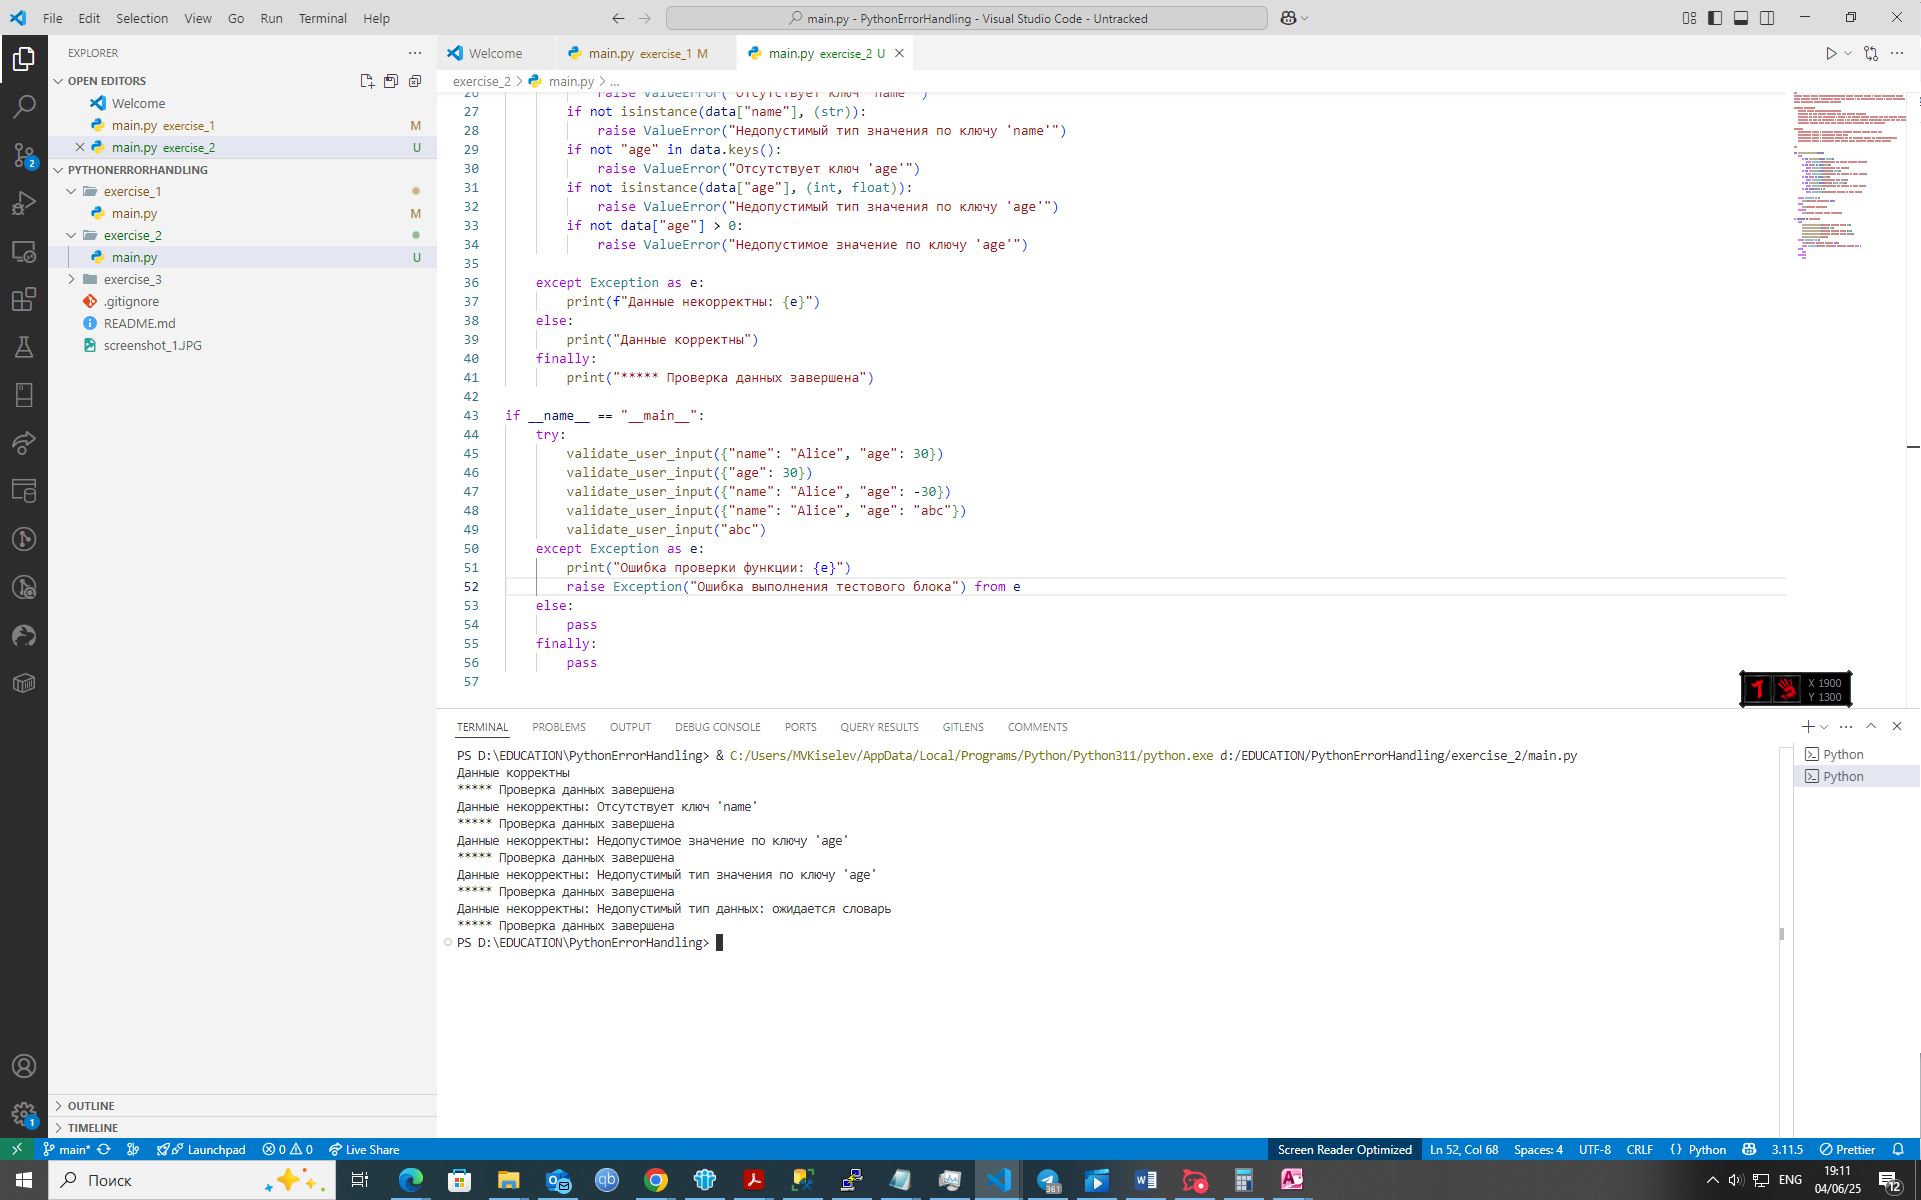 File Edit Selection View Go Run Terminal Help
main.py - PythonErrorHandling - Visual Studio Code - Untracked
EXPLORER
OPEN EDITORS
Welcome
main.py exercise_1 M
main.py exercise_2 U
PYTHONERRORHANDLING
exercise_1
main.py M
exercise_2
main.py U
exercise_3
.gitignore
README.md
screenshot_1.JPG
OUTLINE
TIMELINE
Welcome main.py exercise_1 M main.py exercise_2 U
exercise_2 > main.py > ...
26 raise ValueError("Отсутствует ключ 'name'")
27 if not isinstance(data["name"], (str)):
28 raise ValueError("Недопустимый тип значения по ключу 'name'")
29 if not "age" in data.keys():
30 raise ValueError("Отсутствует ключ 'age'")
31 if not isinstance(data["age"], (int, float)):
32 raise ValueError("Недопустимый тип значения по ключу 'age'")
33 if not data["age"] > 0:
34 raise ValueError("Недопустимое значение по ключу 'age'")
35
36 except Exception as e:
37 print(f"Данные некорректны: {e}")
38 else:
39 print("Данные корректны")
40 finally:
41 print("***** Проверка данных завершена")
42
43 if __name__ == "__main__":
44 try:
45 validate_user_input({"name": "Alice", "age": 30})
46 validate_user_input({"age": 30})
47 validate_user_input({"name": "Alice", "age": -30})
48 validate_user_input({"name": "Alice", "age": "abc"})
49 validate_user_input("abc")
50 except Exception as e:
51 print("Ошибка проверки функции: {e}")
52 raise Exception("Ошибка выполнения тестового блока") from e
53 else:
54 pass
55 finally:
56 pass
57
X 1900
Y 1300
TERMINAL PROBLEMS OUTPUT DEBUG CONSOLE PORTS QUERY RESULTS GITLENS COMMENTS
PS D:\EDUCATION\PythonErrorHandling> & C:/Users/MVKiselev/AppData/Local/Programs/Python/Python311/python.exe d:/EDUCATION/PythonErrorHandling/exercise_2/main.py
Данные корректны
***** Проверка данных завершена
Данные некорректны: Отсутствует ключ 'name'
***** Проверка данных завершена
Данные некорректны: Недопустимое значение по ключу 'age'
***** Проверка данных завершена
Данные некорректны: Недопустимый тип значения по ключу 'age'
***** Проверка данных завершена
Данные некорректны: Недопустимый тип данных: ожидается словарь
***** Проверка данных завершена
PS D:\EDUCATION\PythonErrorHandling>
Python
Python
2
1
main* Launchpad 0 0 Live Share Screen Reader Optimized Ln 52, Col 68 Spaces: 4 UTF-8 CRLF {} Python 3.11.5 Prettier
Поиск qb 361 ENG 19:11
04/06/25 12